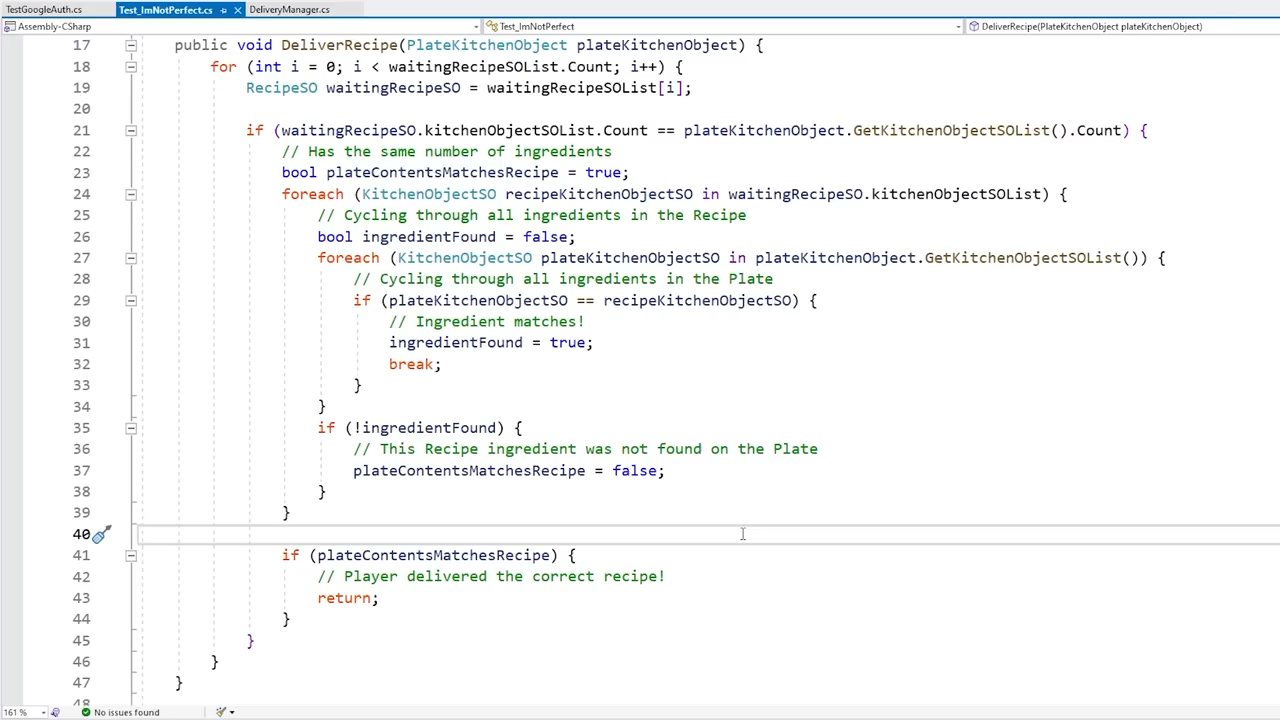 TestGoogleAuth.cs Test_ImNotPerfect.cs DeliveryManager.cs
Assembly-CSharp Test_ImNotPerfect DeliverRecipe(PlateKitchenObject plateKitchenObject)
17 public void DeliverRecipe(PlateKitchenObject plateKitchenObject) {
18 for (int i = 0; i < waitingRecipeSOList.Count; i++) {
19 RecipeSO waitingRecipeSO = waitingRecipeSOList[i];
20
21 if (waitingRecipeSO.kitchenObjectSOList.Count == plateKitchenObject.GetKitchenObjectSOList().Count) {
22 // Has the same number of ingredients
23 bool plateContentsMatchesRecipe = true;
24 foreach (KitchenObjectSO recipeKitchenObjectSO in waitingRecipeSO.kitchenObjectSOList) {
25 // Cycling through all ingredients in the Recipe
26 bool ingredientFound = false;
27 foreach (KitchenObjectSO plateKitchenObjectSO in plateKitchenObject.GetKitchenObjectSOList()) {
28 // Cycling through all ingredients in the Plate
29 if (plateKitchenObjectSO == recipeKitchenObjectSO) {
30 // Ingredient matches!
31 ingredientFound = true;
32 break;
33 }
34 }
35 if (!ingredientFound) {
36 // This Recipe ingredient was not found on the Plate
37 plateContentsMatchesRecipe = false;
38 }
39 }
40
41 if (plateContentsMatchesRecipe) {
42 // Player delivered the correct recipe!
43 return;
44 }
45 }
46 }
47 }
48
161 % No issues found